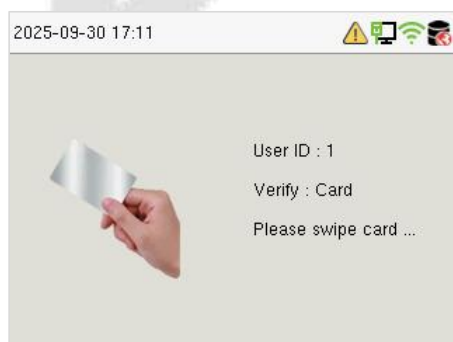 2025-09-30 17:11
User ID : 1
Verify : Card
Please swipe card ...